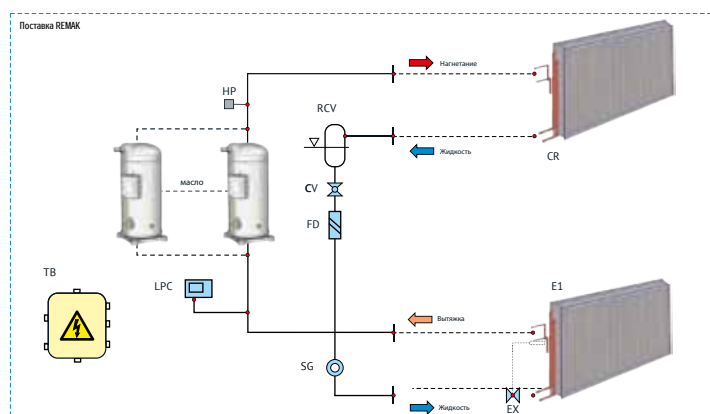 Поставка REMAK
Нагнетание
HP
RCV
Жидкость
CR
CV
масло
FD
TB
LPC
E1
Вытяжка
SG
Жидкость
EX